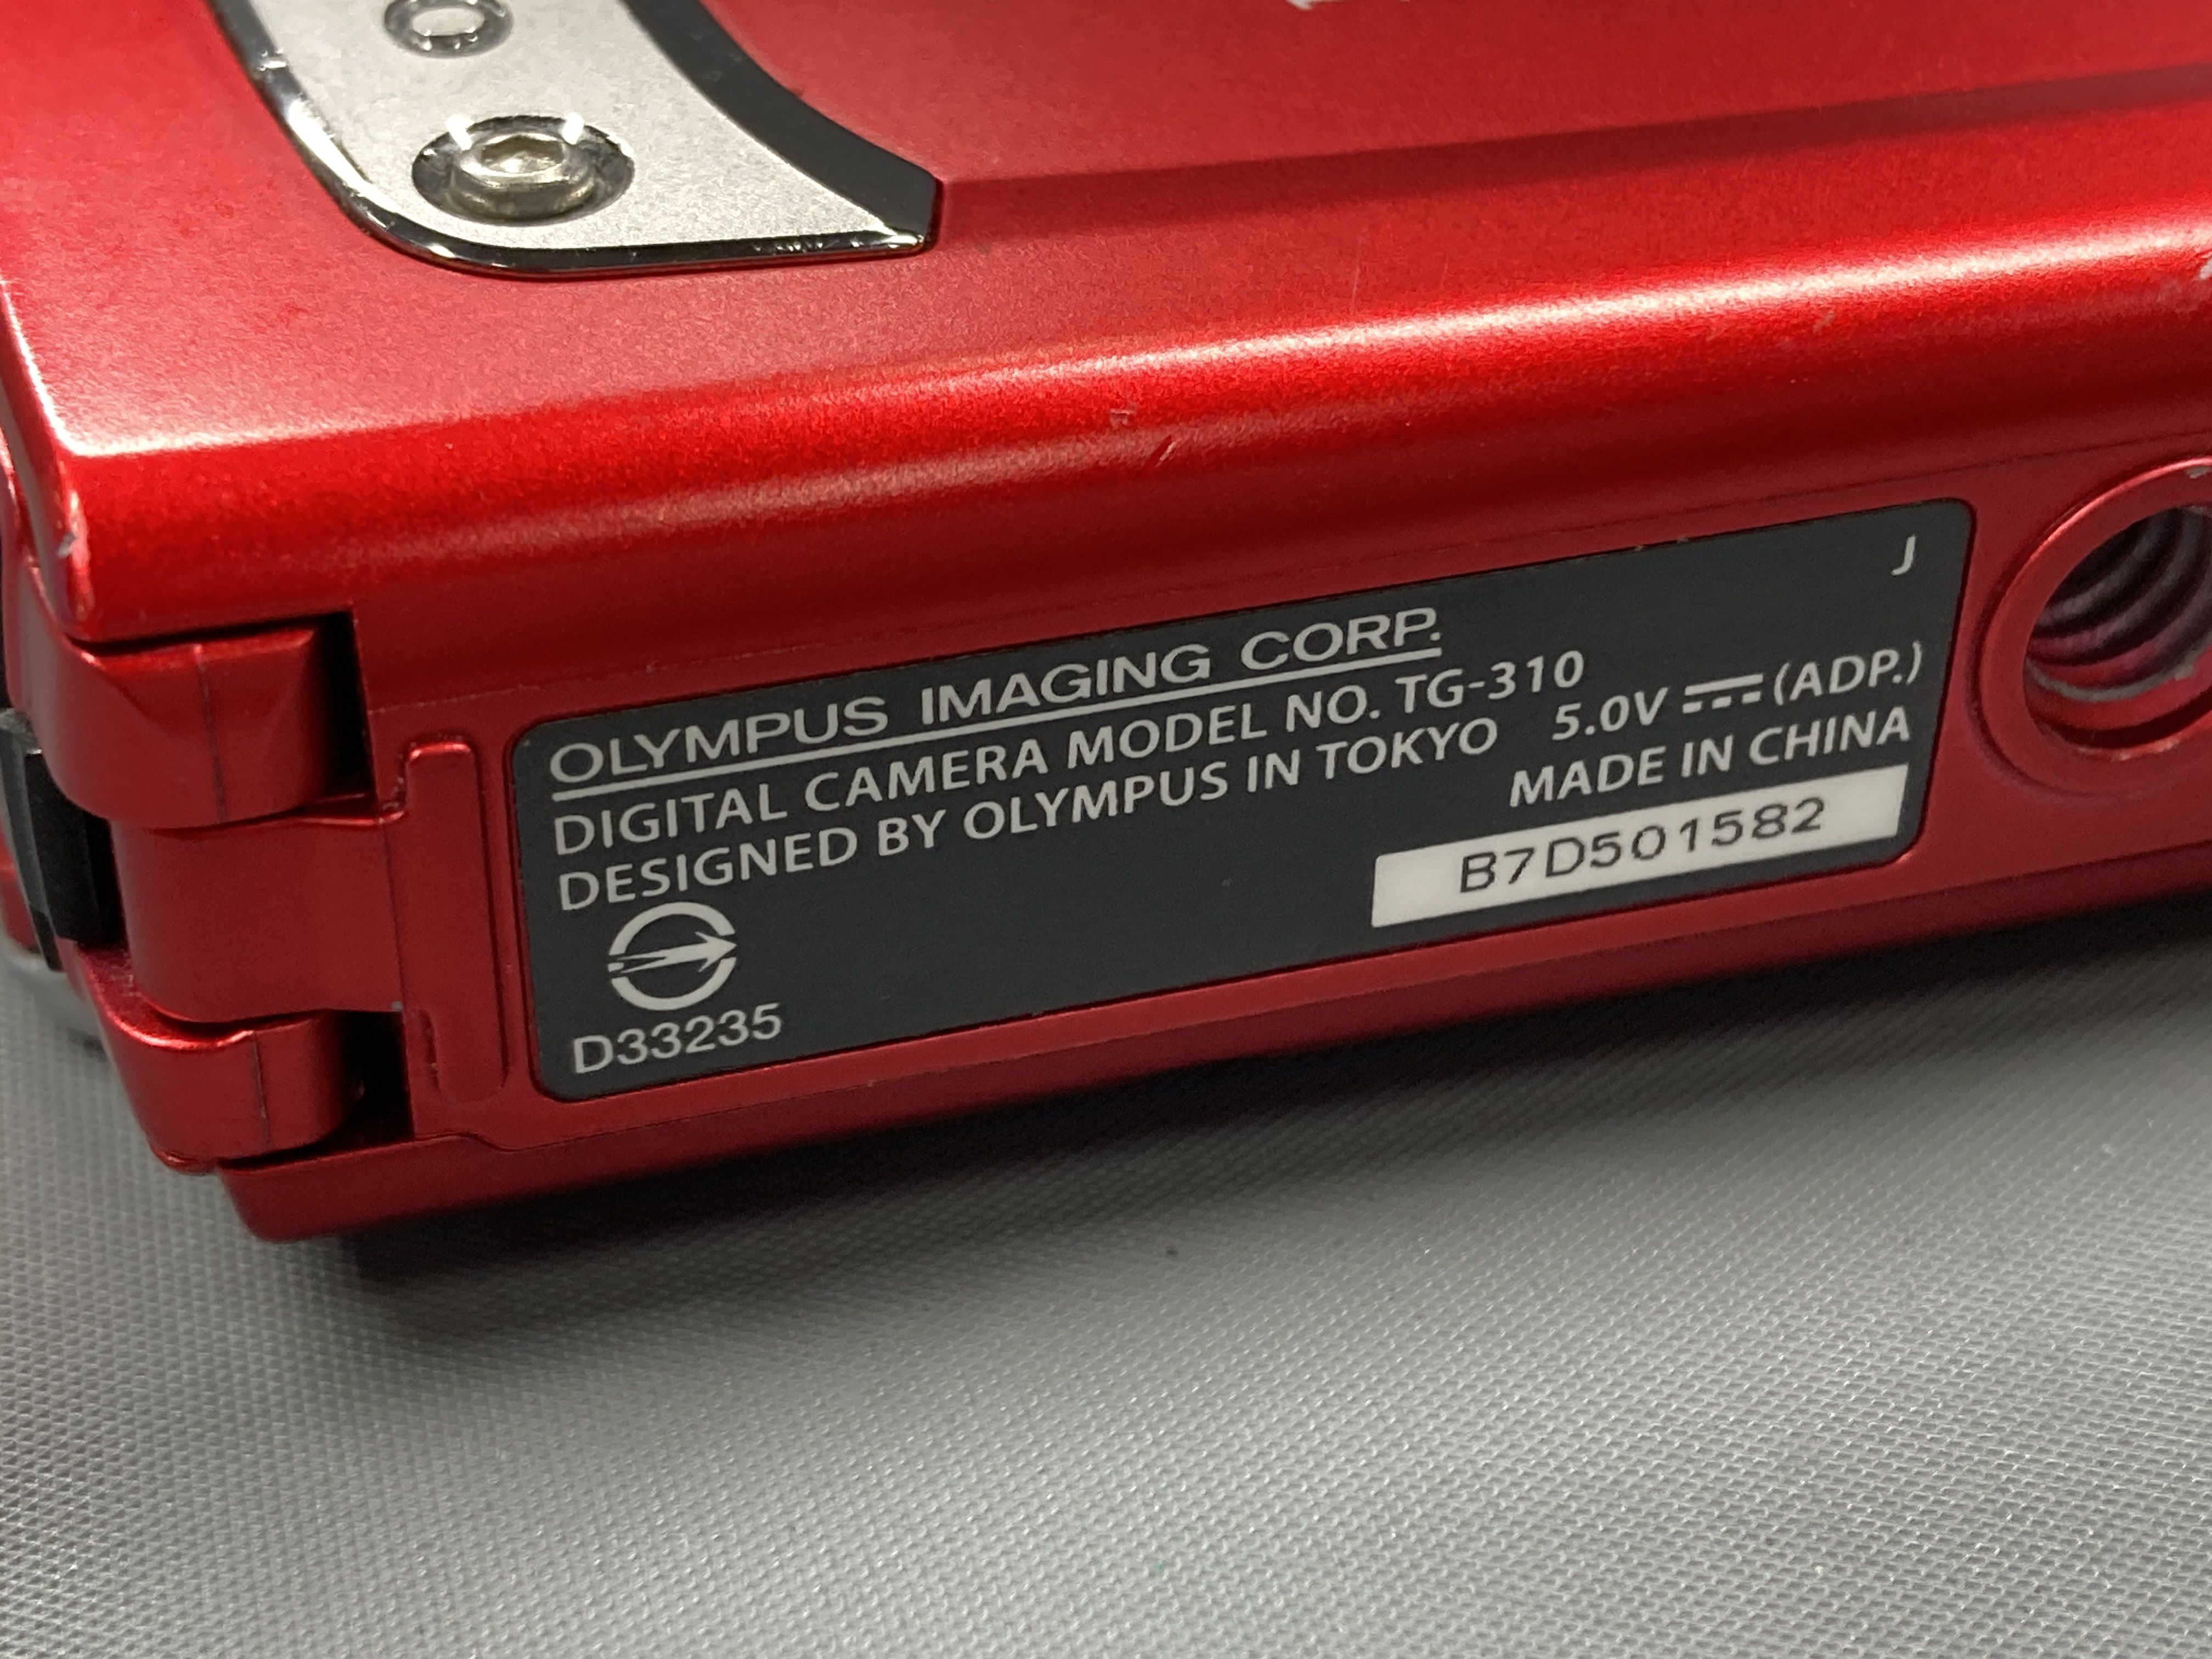 J
OLYMPUS IMAGING CORP.
DIGITAL CAMERA MODEL NO. TG-310
DESIGNED BY OLYMPUS IN TOKYO 5.0V ⎓ (ADP.)
MADE IN CHINA
B7D501582
D33235